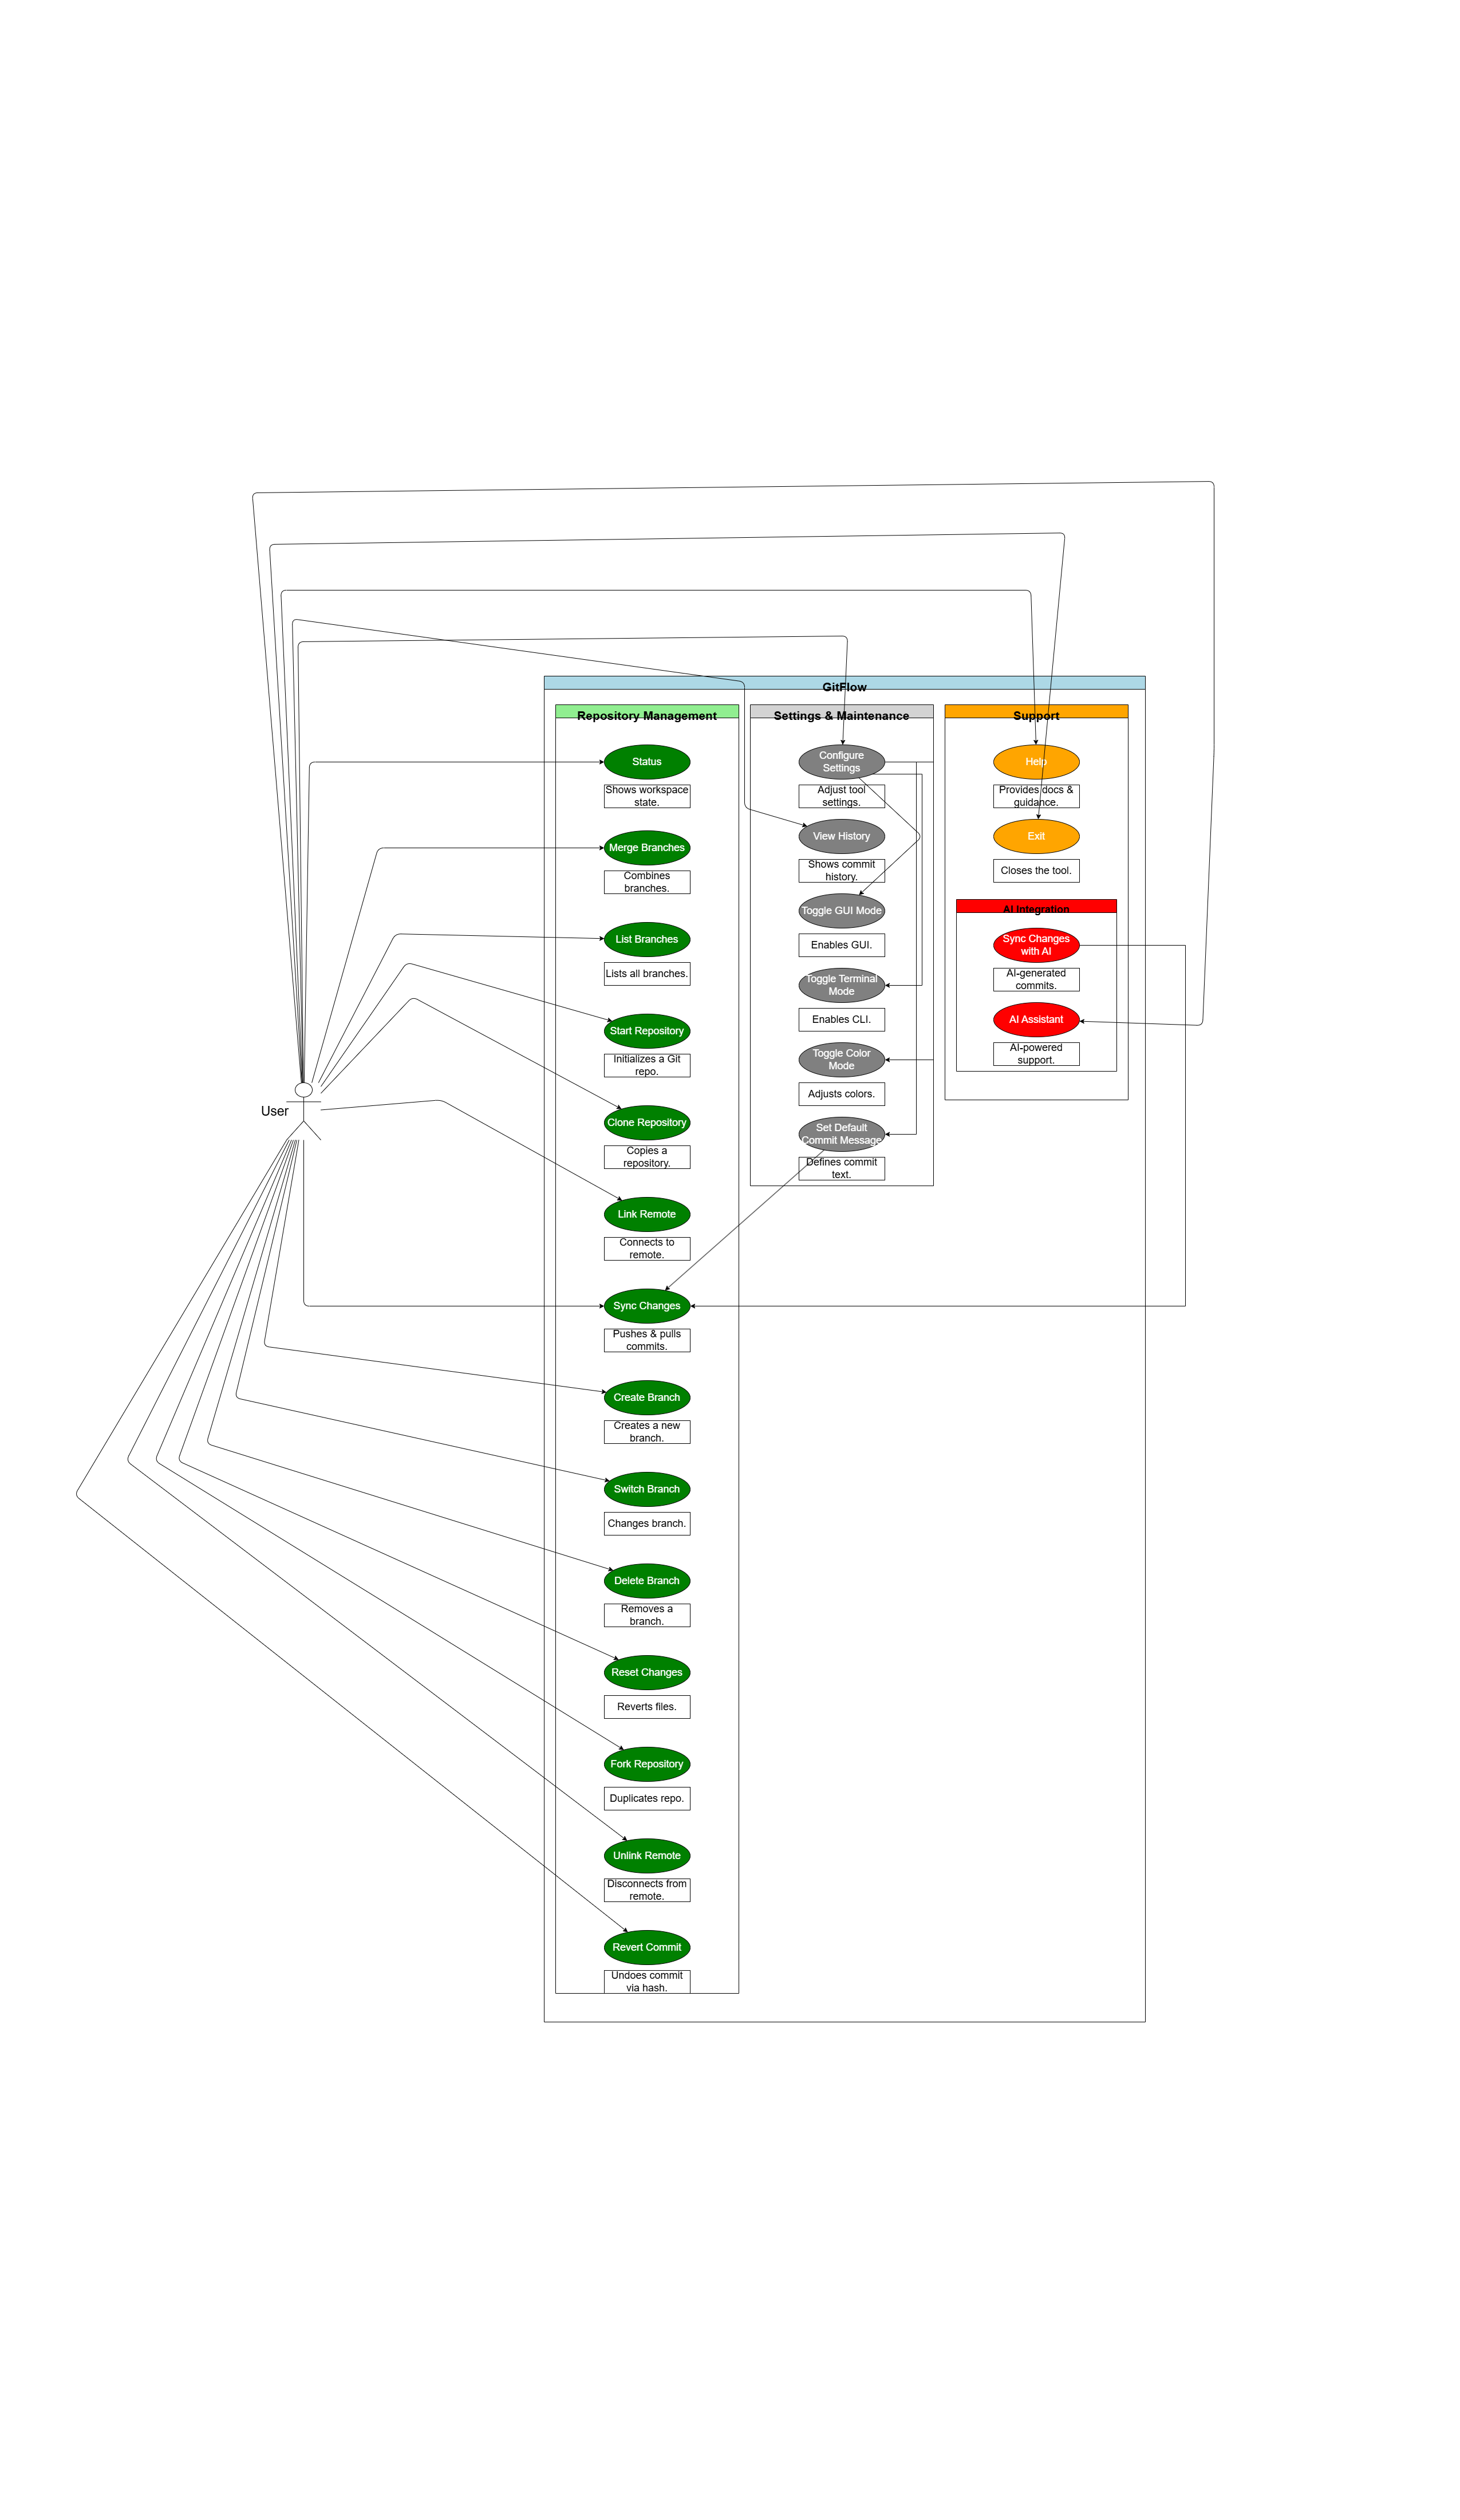 User
GitFlow
Repository Management
Status
Shows workspace
state.
Merge Branches
Combines
branches.
List Branches
Lists all branches.
Start Repository
Initializes a Git
repo.
Clone Repository
Copies a
repository.
Link Remote
Connects to
remote.
Sync Changes
Pushes & pulls
commits.
Create Branch
Creates a new
branch.
Switch Branch
Changes branch.
Delete Branch
Removes a
branch.
Reset Changes
Reverts files.
Fork Repository
Duplicates repo.
Unlink Remote
Disconnects from
remote.
Revert Commit
Undoes commit
via hash.
Settings & Maintenance
Configure
Settings
Adjust tool
settings.
View History
Shows commit
history.
Toggle GUI Mode
Enables GUI.
Toggle Terminal
Mode
Enables CLI.
Toggle Color
Mode
Adjusts colors.
Set Default
Commit Message
Defines commit
text.
Support
Help
Provides docs &
guidance.
Exit
Closes the tool.
AI Integration
Sync Changes
with AI
AI-generated
commits.
AI Assistant
AI-powered
support.